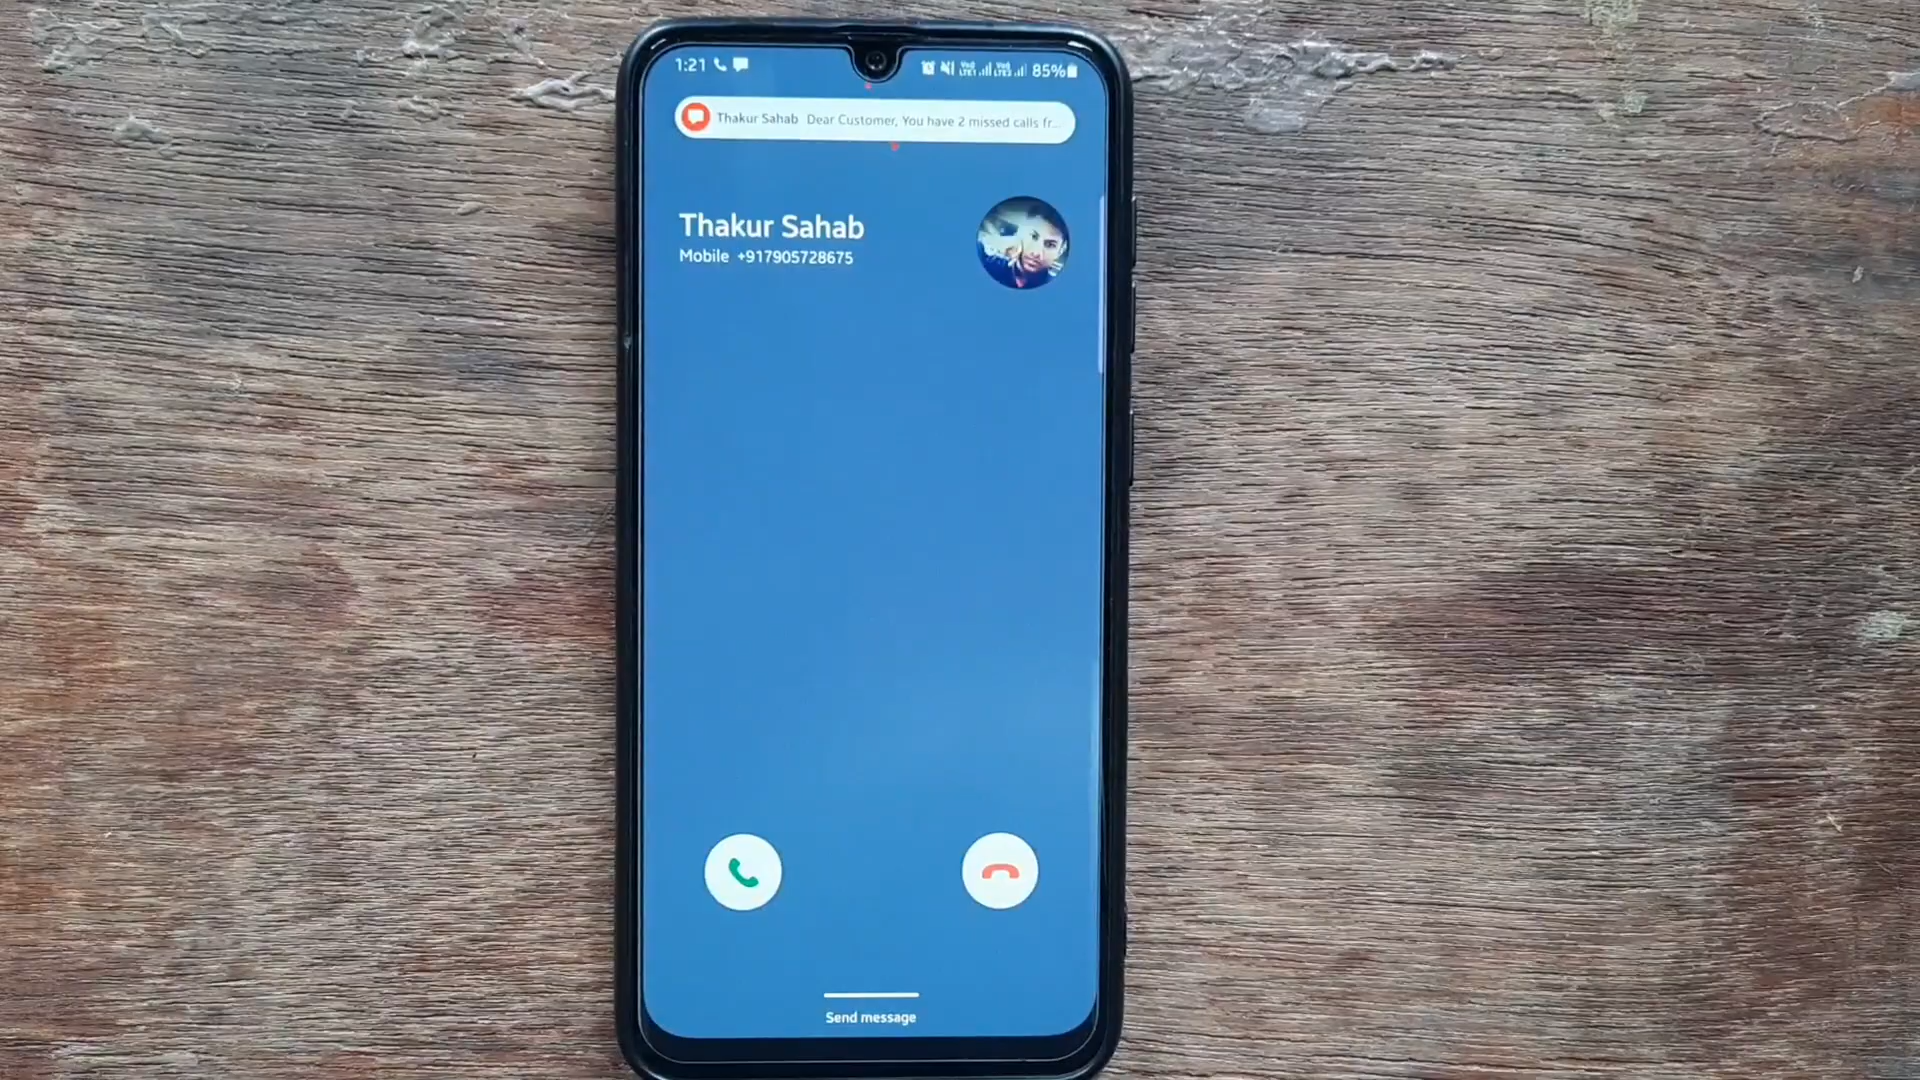 1:21 85%
Thakur Sahab Dear Customer, You have 2 missed calls fr...
Thakur Sahab
Mobile +917905728675
Send message